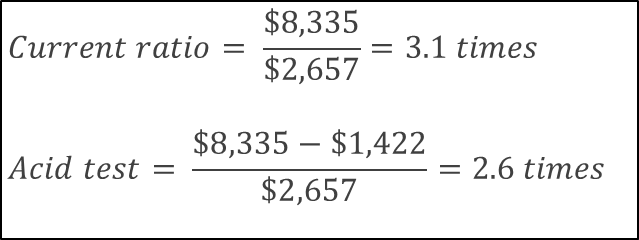 Current ratio = $8,335 / $2,657 = 3.1 times
Acid test = $8,335 − $1,422 / $2,657 = 2.6 times